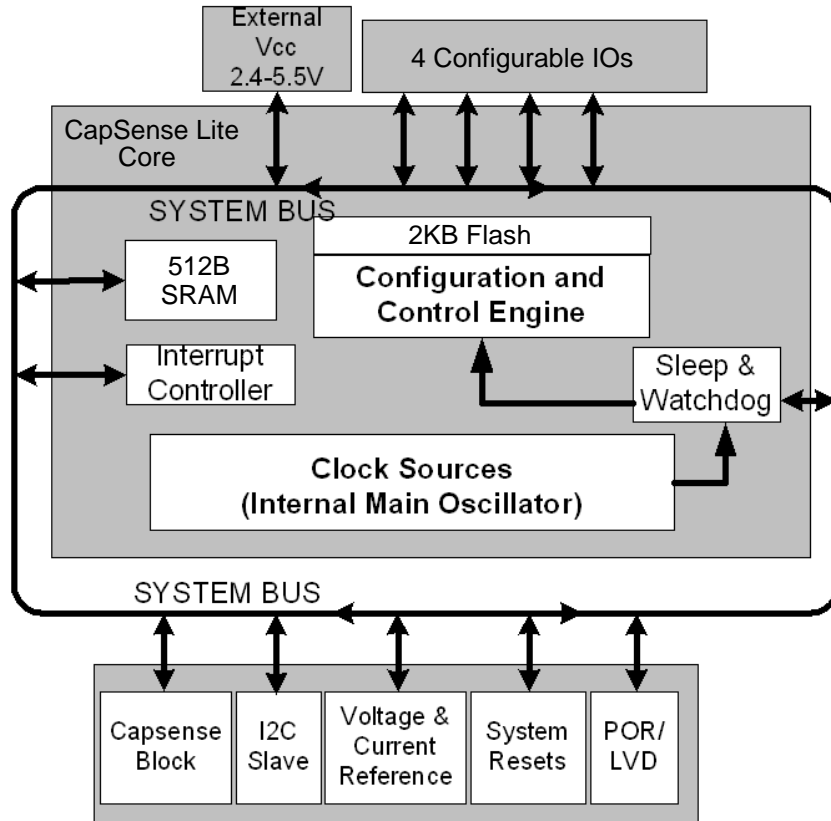 External
Vcc
2.4-5.5V
4 Configurable IOs
CapSense Lite
Core
SYSTEM BUS
2KB Flash
Configuration and
Control Engine
512B
SRAM
Interrupt
Controller
Sleep &
Watchdog
Clock Sources
(Internal Main Oscillator)
SYSTEM BUS
Capsense
Block
I2C
Slave
Voltage &
Current
Reference
System
Resets
POR/
LVD